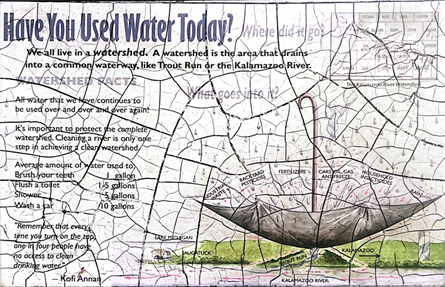 Have You Used Water Today?
Where did it go?
We all live in a watershed. A watershed is the area that drains
into a common waterway, like Trout Run or the Kalamazoo River.
WATERSHED FACTS
What goes into it?
The Kalamazoo River Watershed
All water that we have continues to
be used over and over and over again!
It's important to protect the complete
watershed. Cleaning a river is only one
step in achieving a clean watershed.
Average amount of water used to:
Brush your teeth 1 gallon
Flush a toilet 1-5 gallons
Shower 5 gallons
Wash a car 10 gallons
"Remember that every
time you turn on the tap,
one in four people have
no access to clean
drinking water."
– Kofi Annan
BACKYARD
PESTICIDES
FERTILIZERS
CARS OIL, GAS,
ANTIFREEZE
HOUSEHOLD
INSECTICIDES
LAKE MICHIGAN
SAUGATUCK
TROUT RUN
KALAMAZOO
KALAMAZOO RIVER